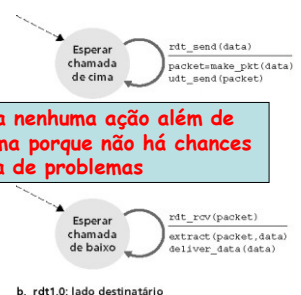 Esperar
chamada
de cima
rdt_send(data)
packet=make_pkt(data)
udt_send(packet)
nenhuma ação além de
porque não há chances
de problemas
Esperar
chamada
de baixo
rdt_rcv(packet)
extract(packet,data)
deliver_data(data)
b. rdt1.0: lado destinatário